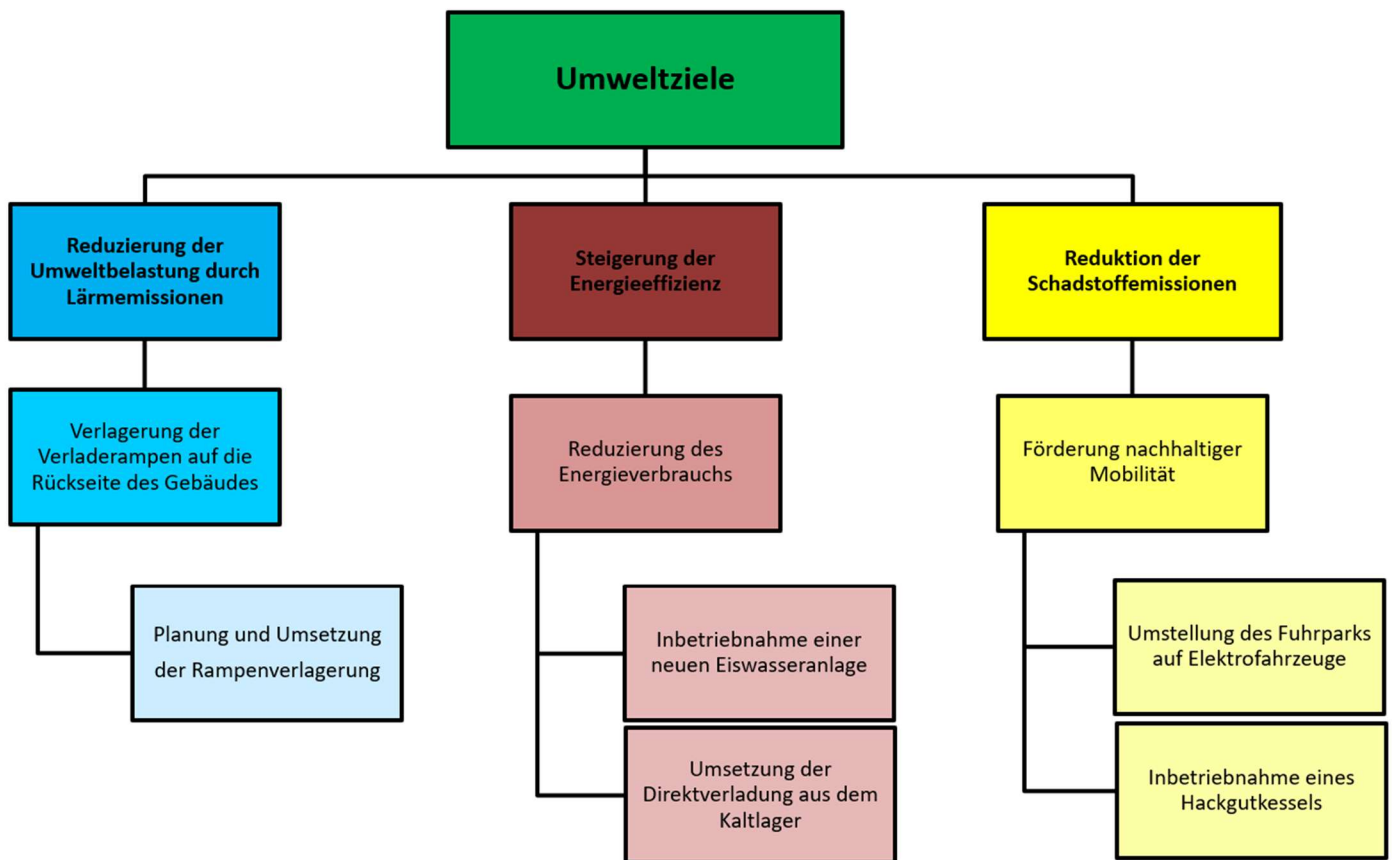 Umweltziele
Reduzierung der
Umweltbelastung durch
Lärmemissionen
Steigerung der
Energieeffizienz
Reduktion der
Schadstoffemissionen
Verlagerung der
Verladerampen auf die
Rückseite des Gebäudes
Reduzierung des
Energieverbrauchs
Förderung nachhaltiger
Mobilität
Planung und Umsetzung
der Rampenverlagerung
Inbetriebnahme einer
neuen Eiswasseranlage
Umstellung des Fuhrparks
auf Elektrofahrzeuge
Umsetzung der
Direktverladung aus dem
Kaltlager
Inbetriebnahme eines
Hackgutkessels